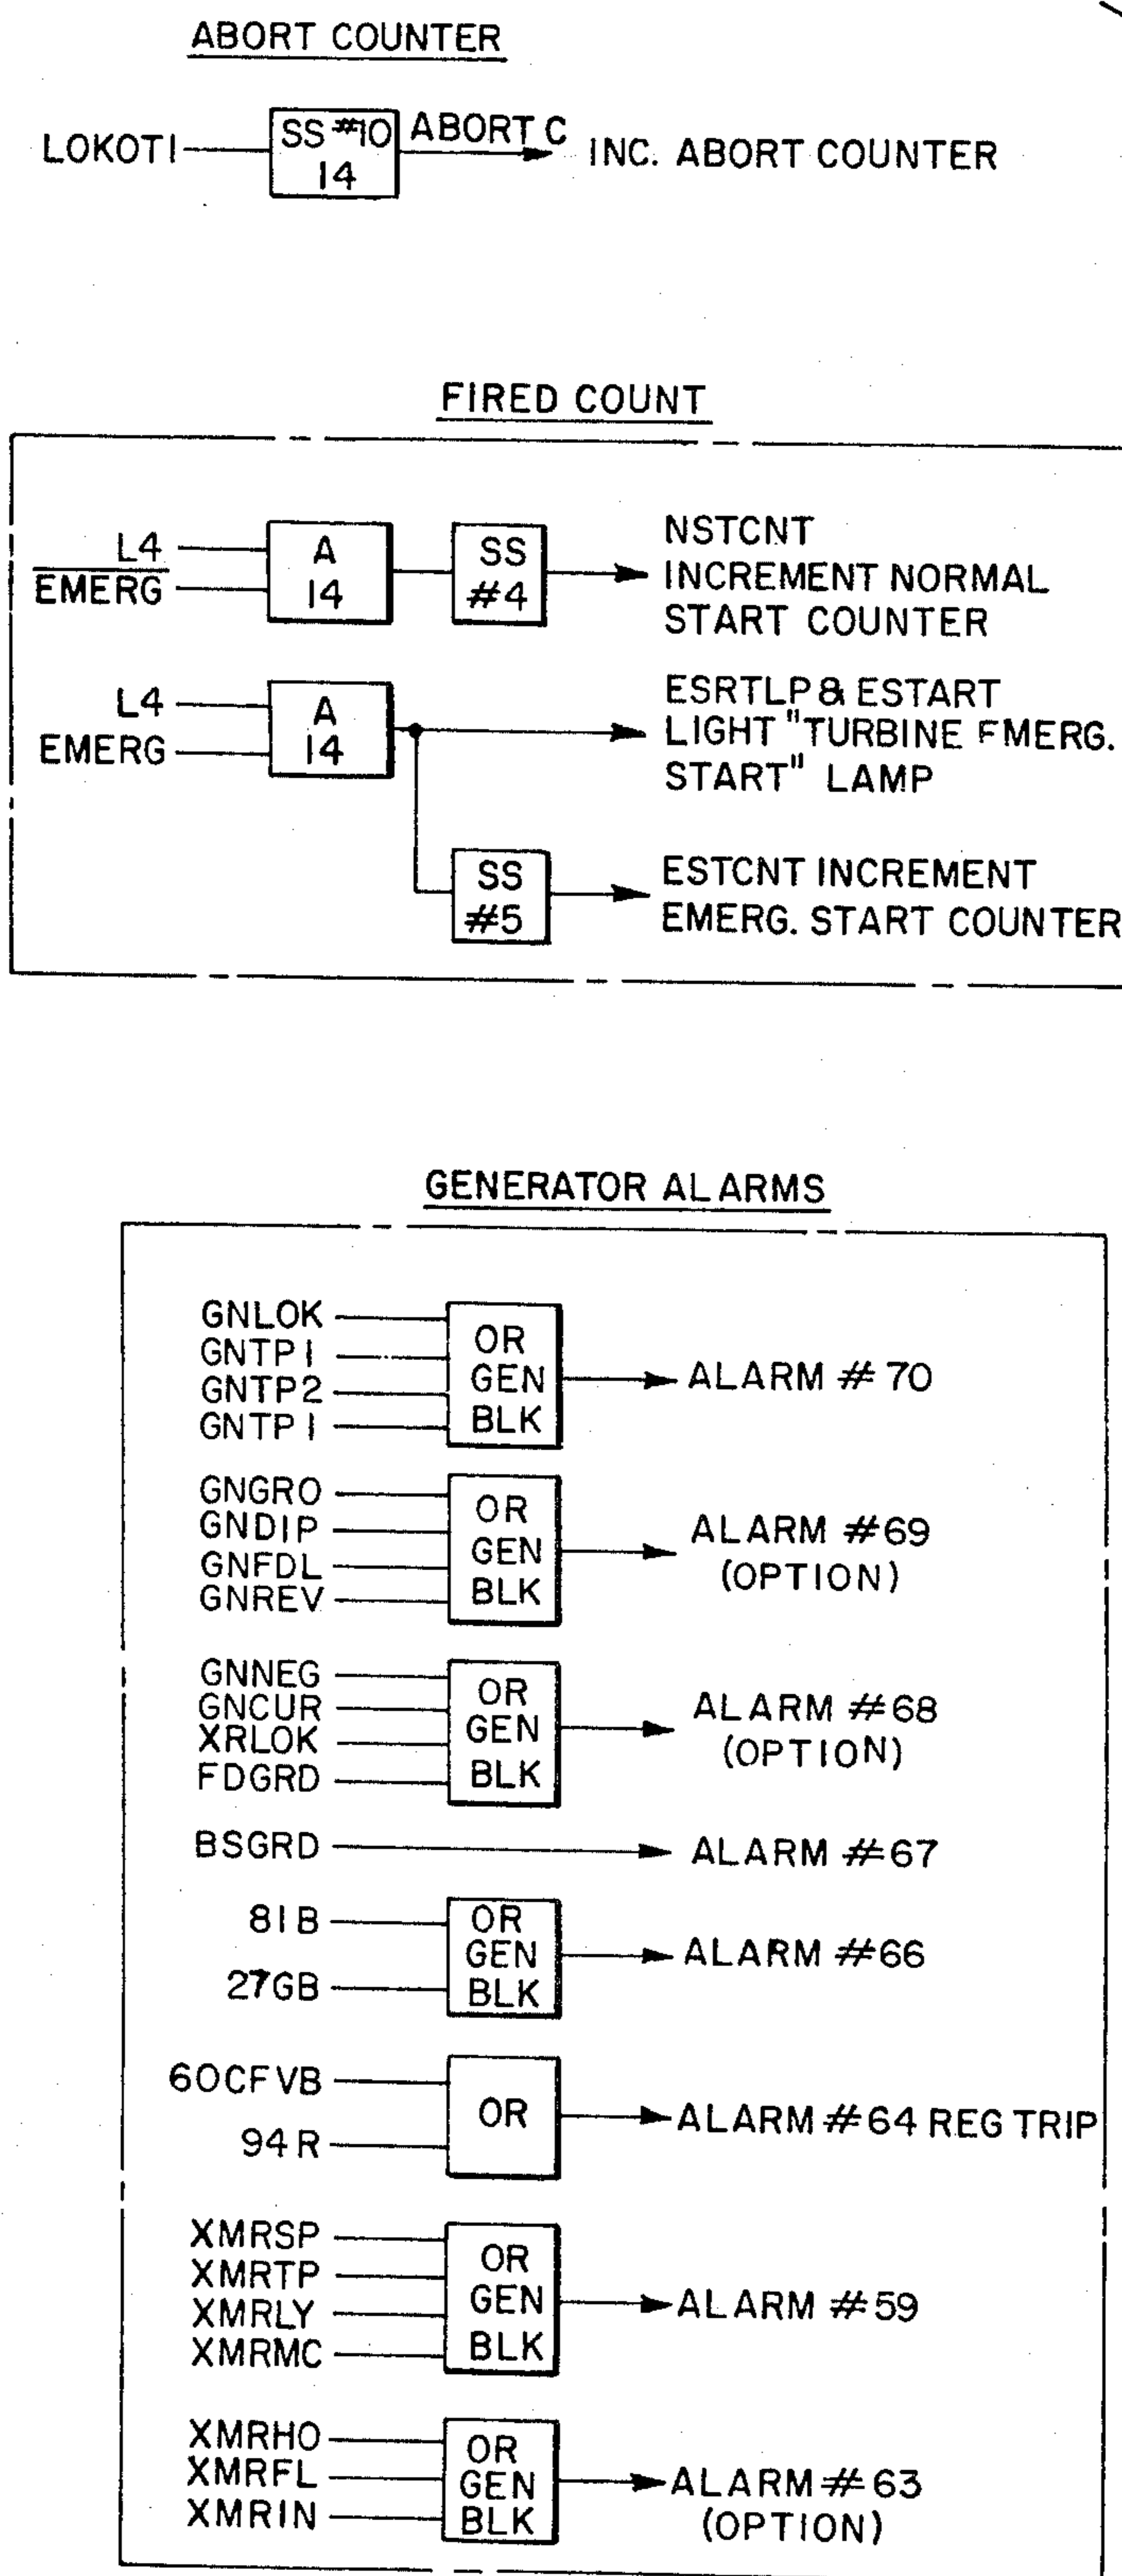 ABORT COUNTER
LOKOT1
SS #10
14
ABORT C
INC. ABORT COUNTER
FIRED COUNT
L4
EMERG
A
14
SS
#4
NSTCNT
INCREMENT NORMAL
START COUNTER
L4
EMERG
A
14
ESRTLP & ESTART
LIGHT "TURBINE EMERG.
START" LAMP
SS
#5
ESTCNT INCREMENT
EMERG. START COUNTER
GENERATOR ALARMS
GNLOK
GNTP1
GNTP2
GNTP1
OR
GEN
BLK
ALARM # 70
GNGRO
GNDIP
GNFDL
GNREV
OR
GEN
BLK
ALARM #69
(OPTION)
GNNEG
GNCUR
XRLOK
FDGRD
OR
GEN
BLK
ALARM #68
(OPTION)
BSGRD
ALARM #67
81B
27GB
OR
GEN
BLK
ALARM #66
60CFVB
94R
OR
ALARM #64 REG TRIP
XMRSP
XMRTP
XMRLY
XMRMC
OR
GEN
BLK
ALARM #59
XMRHO
XMRFL
XMRIN
OR
GEN
BLK
ALARM #63
(OPTION)